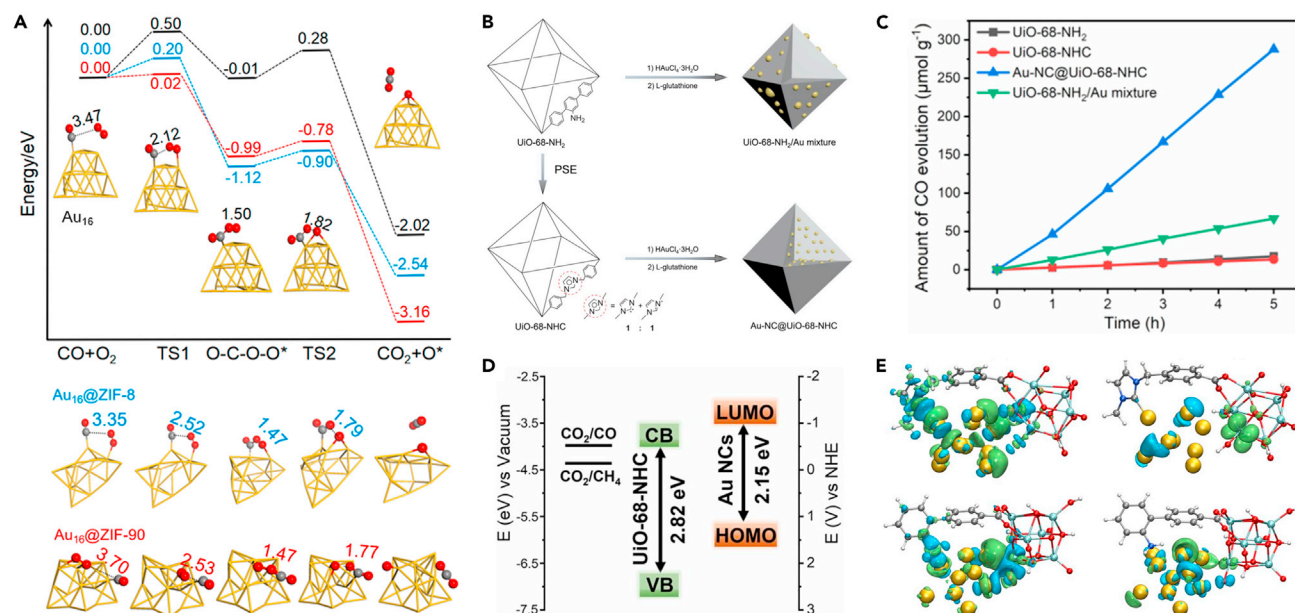 A
Energy/eV
0.00
0.00
0.00
0.50
0.20
0.02
-0.01
-0.99
-1.12
0.28
-0.78
-0.90
-2.02
-2.54
-3.16
3.47
2.12
1.50
1.82
Au16
CO+O2
TS1
O-C-O-O*
TS2
CO2+O*
Au16@ZIF-8
3.35
2.52
1.47
1.79
Au16@ZIF-90
3.70
2.53
1.47
1.77
B
1) HAuCl4·3H2O
2) L-glutathione
NH2
UiO-68-NH2
UiO-68-NH2/Au mixture
PSE
1) HAuCl4·3H2O
2) L-glutathione
N
N
N
N
=
N
N
+
N
N
1 : 1
UiO-68-NHC
Au-NC@UiO-68-NHC
C
Amount of CO evolution (μmol g-1)
300
250
200
150
100
50
0
UiO-68-NH2
UiO-68-NHC
Au-NC@UiO-68-NHC
UiO-68-NH2/Au mixture
0 1 2 3 4 5
Time (h)
D
E (eV) vs Vacuum
-2.5
-3.5
-4.5
-5.5
-6.5
-7.5
CO2/CO
CO2/CH4
CB
UiO-68-NHC
2.82 eV
VB
LUMO
Au NCs
2.15 eV
HOMO
-2
-1
0
1
2
3
E (V) vs NHE
E